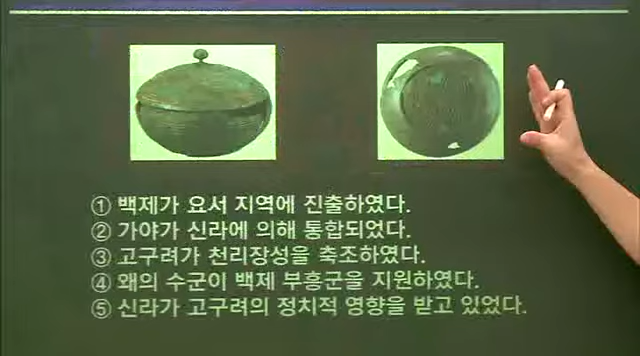 ① 백제가 요서 지역에 진출하였다.
② 가야가 신라에 의해 통합되었다.
③ 고구려가 천리장성을 축조하였다.
④ 왜의 수군이 백제 부흥군을 지원하였다.
⑤ 신라가 고구려의 정치적 영향을 받고 있었다.